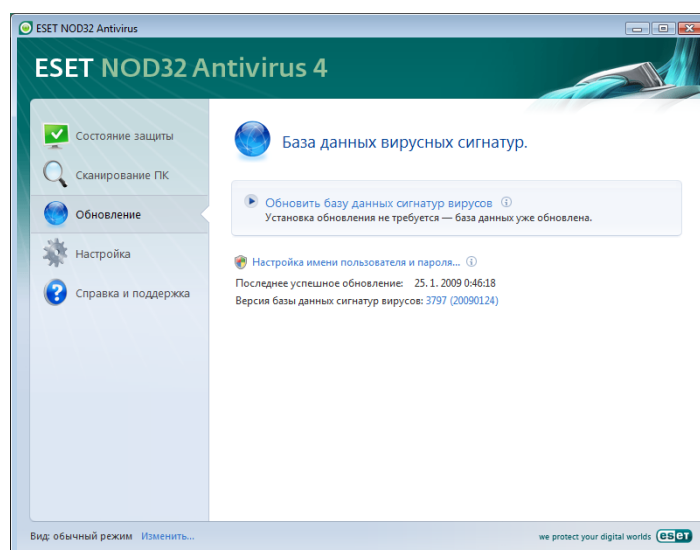 ESET NOD32 Antivirus
ESET NOD32 Antivirus 4
Состояние защиты
Сканирование ПК
Обновление
Настройка
Справка и поддержка
База данных вирусных сигнатур.
Обновить базу данных сигнатур вирусов
Установка обновления не требуется — база данных уже обновлена.
Настройка имени пользователя и пароля...
Последнее успешное обновление: 25. 1. 2009 0:46:18
Версия базы данных сигнатур вирусов: 3797 (20090124)
Вид: обычный режим Изменить...
we protect your digital worlds eset